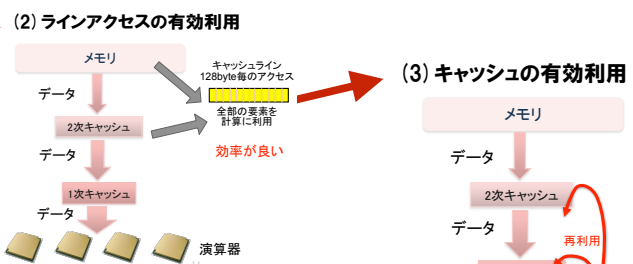 (2)ラインアクセスの有効利用
メモリ
データ
2次キャッシュ
データ
1次キャッシュ
データ
演算器
キャッシュライン
128byte毎のアクセス
全部の要素を
計算に利用
効率が良い
(3)キャッシュの有効利用
メモリ
データ
2次キャッシュ
データ
再利用